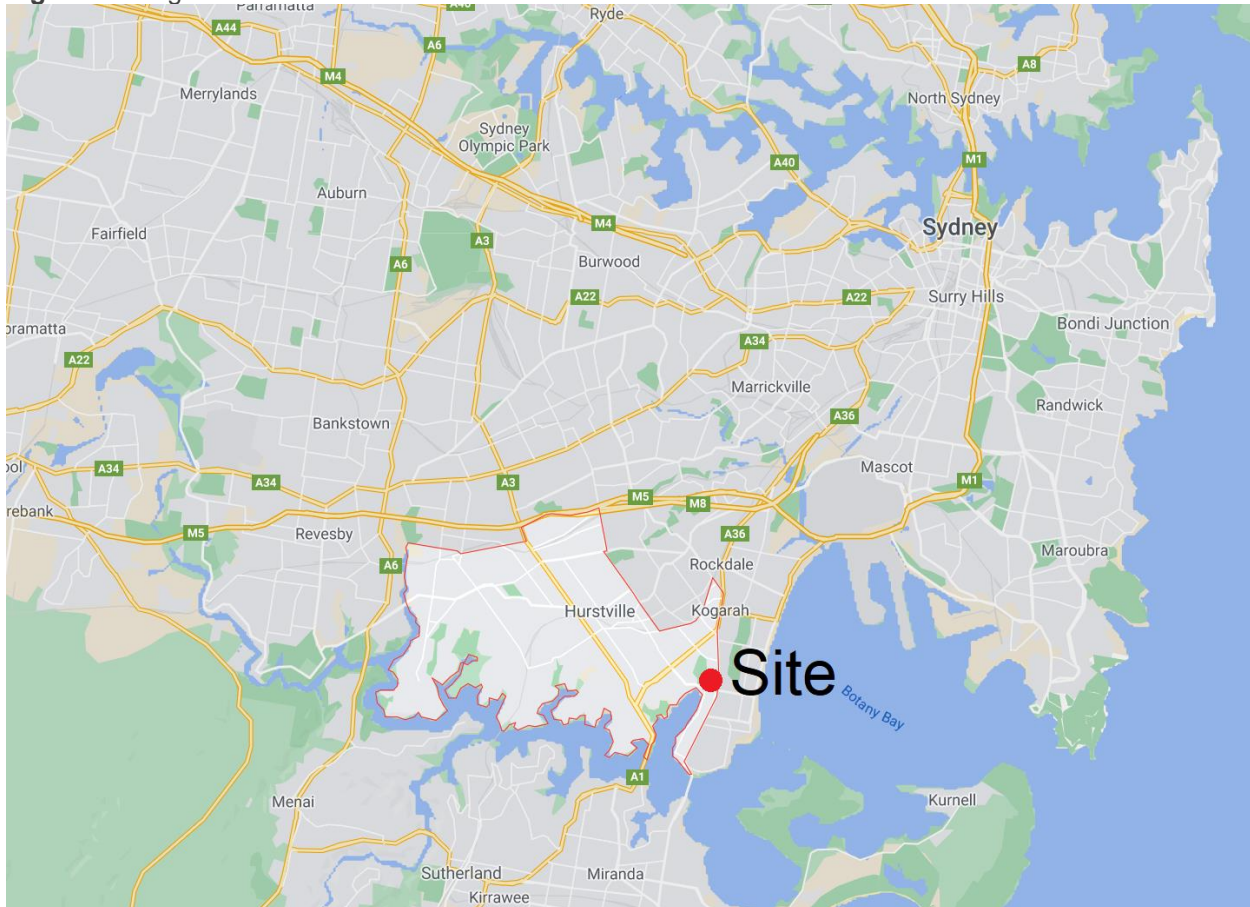 Parramatta
Ryde
A44
A6
A6
A8
M4
Merrylands
North Sydney
Sydney
Olympic Park
A40
M1
Auburn
Fairfield
A3
M4
Sydney
A6
Burwood
A22
A22
Surry Hills
Bondi Junction
bramatta
A34
A22
Marrickville
Randwick
Bankstown
A36
ool
A34
A34
A3
Mascot
M1
rebank
M5
M8
M5
Revesby
A36
Maroubra
A6
Rockdale
Hurstville
Kogarah
Site
Botany Bay
A1
Menai
Kurnell
Sutherland
Miranda
Kirrawee